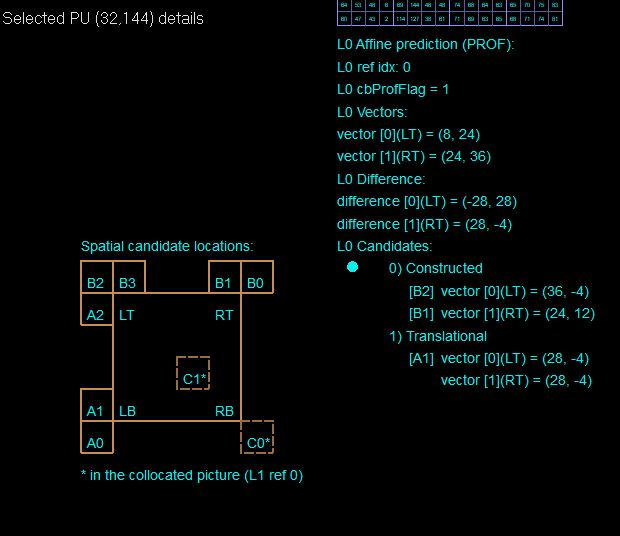 Selected PU (32,144) details
L0 Affine prediction (PROF):
L0 ref idx: 0
L0 cbProfFlag = 1
L0 Vectors:
vector [0](LT) = (8, 24)
vector [1](RT) = (24, 36)
L0 Difference:
difference [0](LT) = (-28, 28)
difference [1](RT) = (28, -4)
L0 Candidates:
0) Constructed
[B2] vector [0](LT) = (36, -4)
[B1] vector [1](RT) = (24, 12)
1) Translational
[A1] vector [0](LT) = (28, -4)
vector [1](RT) = (28, -4)
Spatial candidate locations:
B2 B3 B1 B0
A2 LT RT
C1*
A1 LB RB
A0 C0*
* in the collocated picture (L1 ref 0)